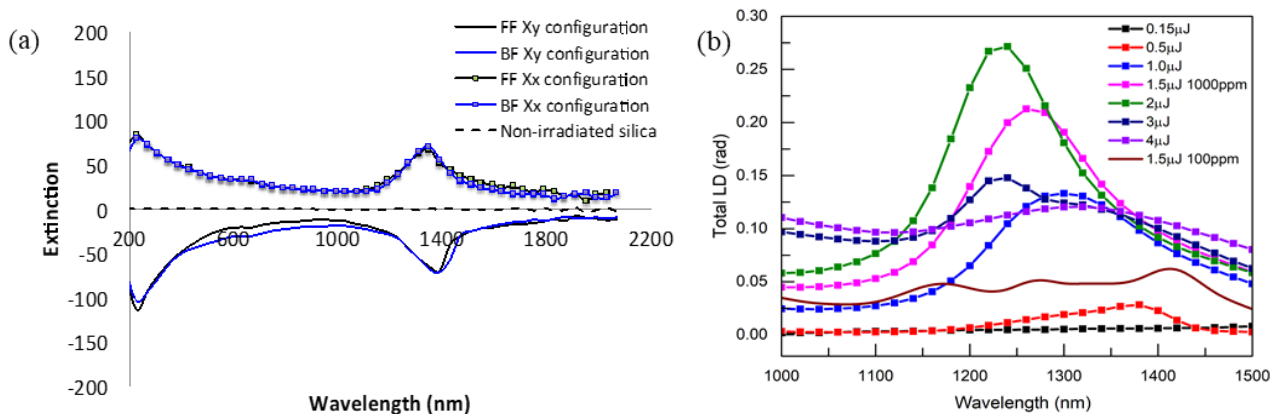 (a)
200
150
100
50
0
-50
-100
-150
-200
Extinction
200
600
1000
1400
1800
2200
Wavelength (nm)
FF Xy configuration
BF Xy configuration
FF Xx configuration
BF Xx configuration
Non-irradiated silica
(b)
0.30
0.25
0.20
0.15
0.10
0.05
0.00
Total LD (rad)
1000
1100
1200
1300
1400
1500
Wavelength (nm)
0.15μJ
0.5μJ
1.0μJ
1.5μJ 1000ppm
2μJ
3μJ
4μJ
1.5μJ 100ppm